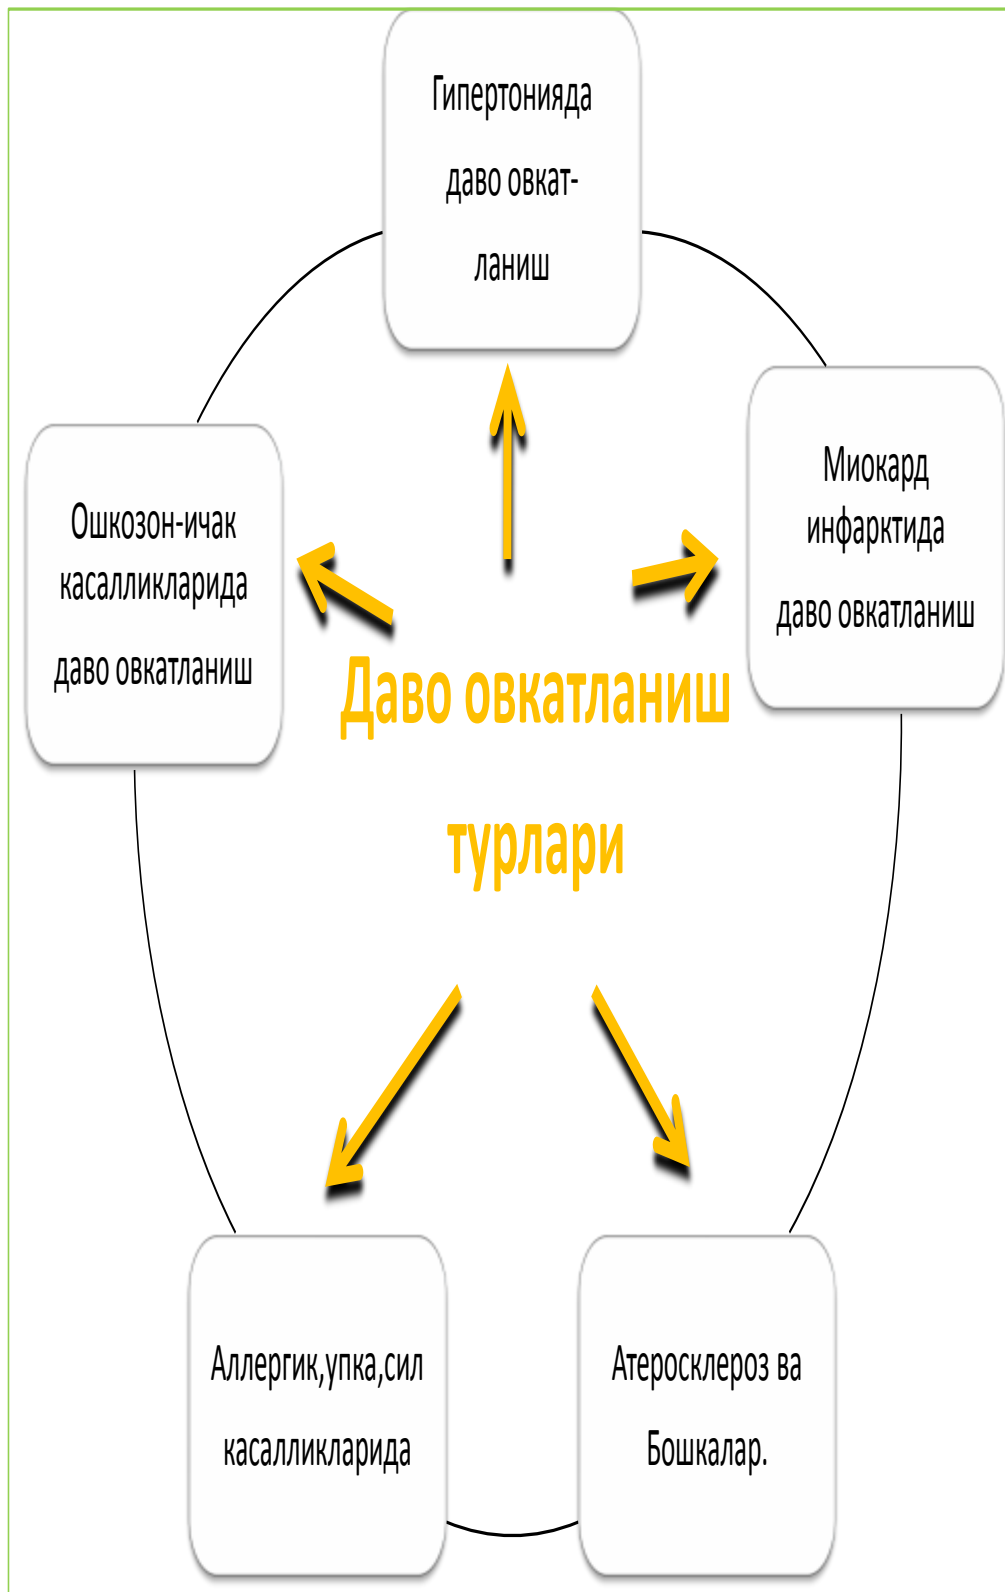 Гипертонияда
даво овкат-
ланиш
Миокард
инфарктида
даво овкатланиш
Ошкозон-ичак
касалликларида
даво овкатланиш
Даво овкатланиш
турлари
Аллергик,упка,сил
касалликларида
Атеросклероз ва
Бошкалар.